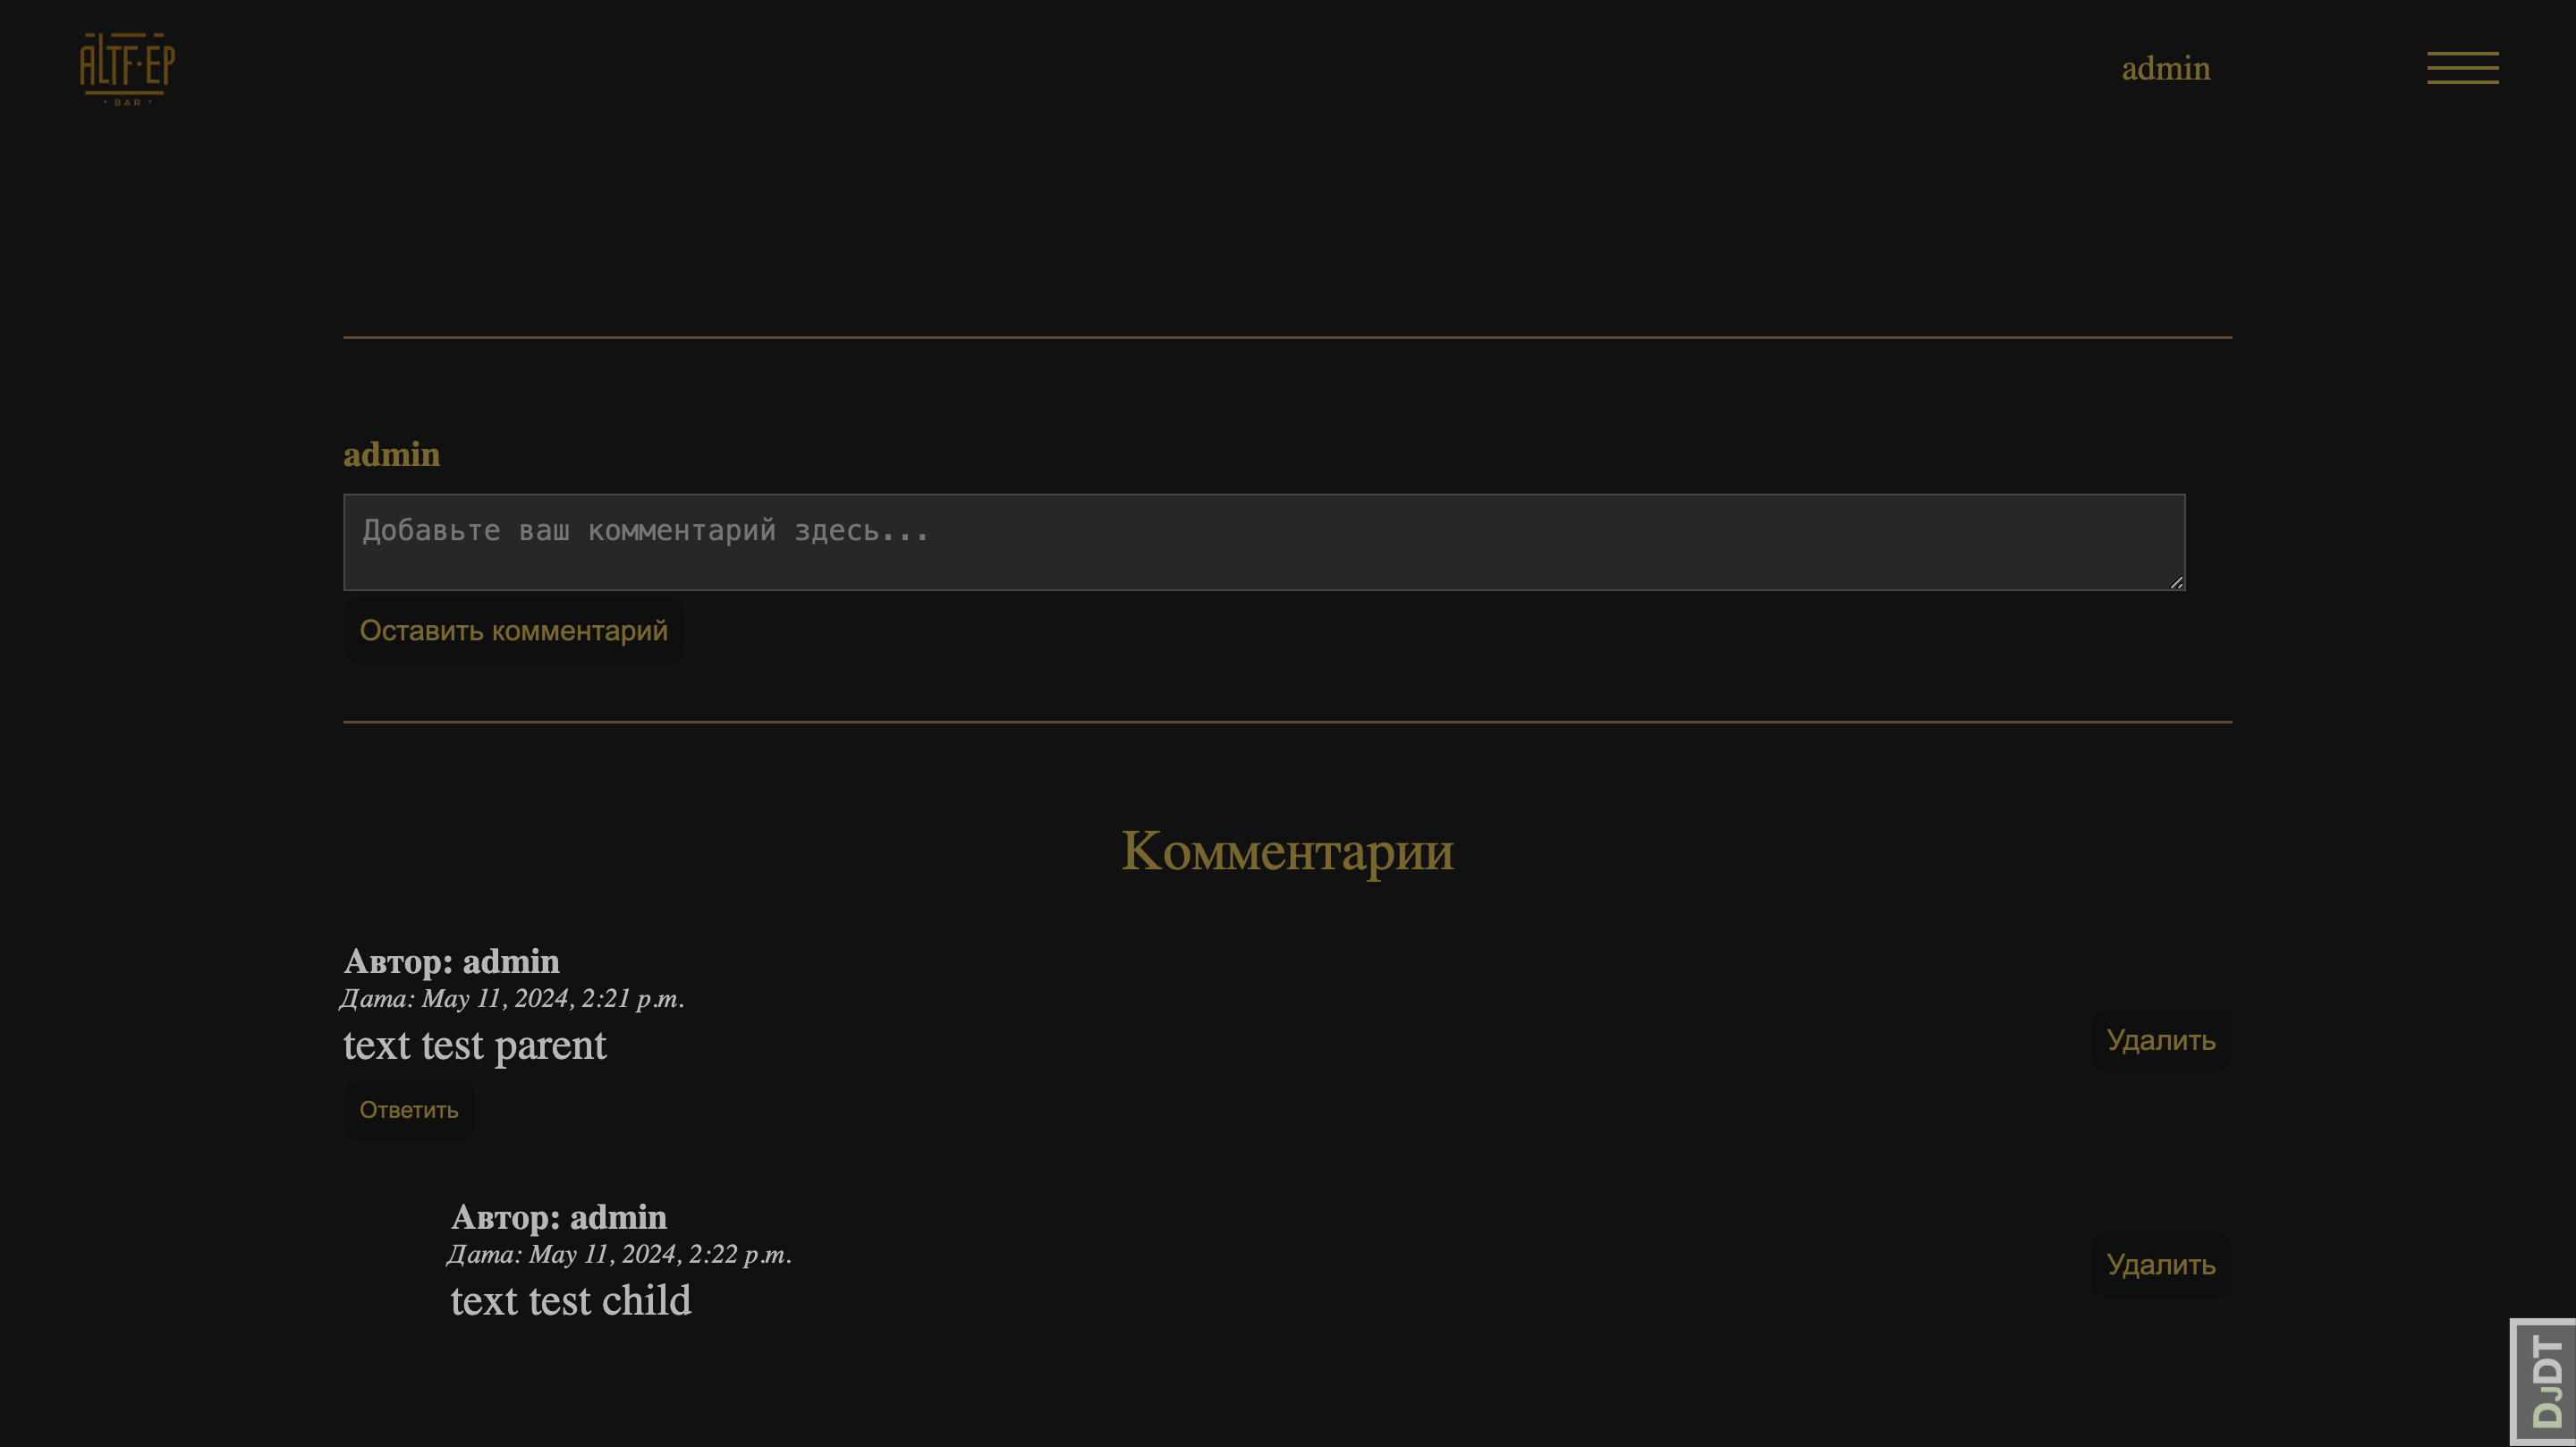 ALTF·EP
· BAR ·
admin
admin
Добавьте ваш комментарий здесь...
Оставить комментарий
Комментарии
Автор: admin
Дата: May 11, 2024, 2:21 p.m.
text test parent
Удалить
Ответить
Автор: admin
Дата: May 11, 2024, 2:22 p.m.
text test child
Удалить
DJDT